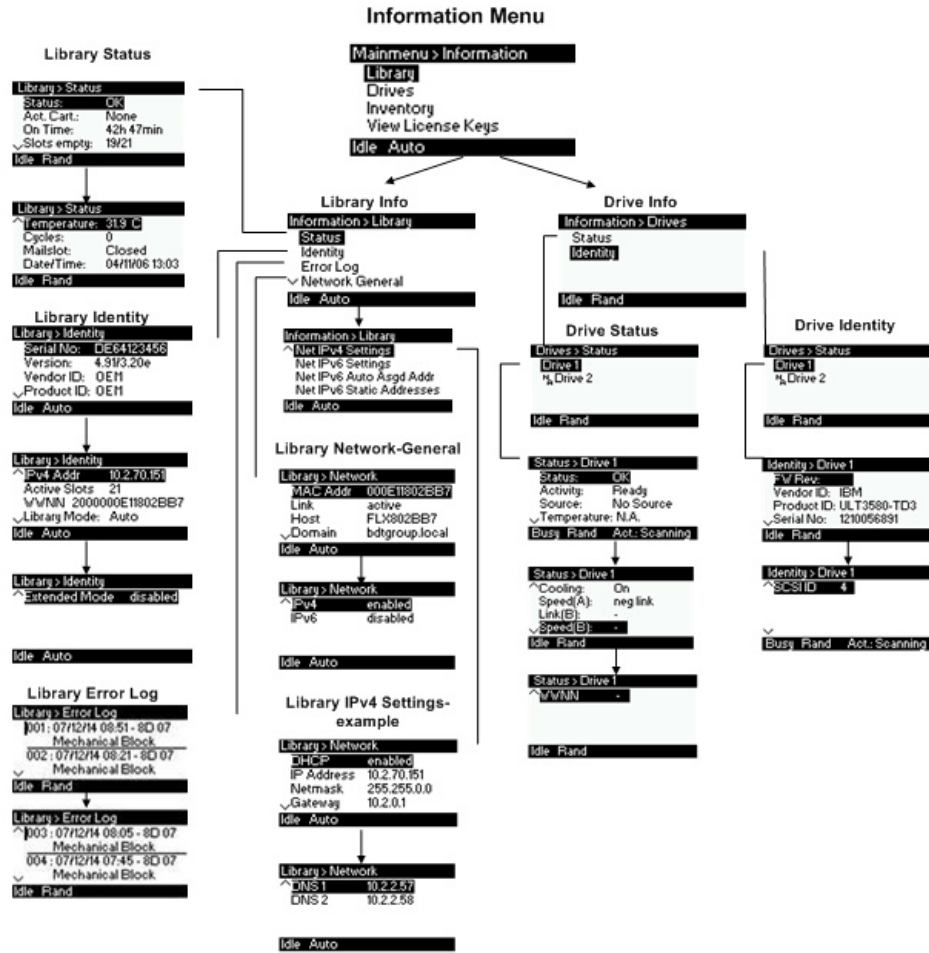 Information Menu
Mainmenu > Information
Library
Drives
Inventory
View License Keys
Idle Auto
Library Status
Library > Status
Status: OK
Act. Cart.: None
On Time: 42h 47min
Slots empty: 19/21
Idle Rand
Library > Status
Temperature: 31.9 C
Cycles: 0
Mailslot: Closed
Date/Time: 04/11/06 13:03
Idle Rand
Library Identity
Library > Identity
Serial No: DE64123456
Version: 4.91/3.20e
Vendor ID: OEM
Product ID: OEM
Idle Auto
Library > Identity
IPv4 Addr 10.2.70.151
Active Slots 21
WWNN 2000000E11802BB7
Library Mode: Auto
Idle Auto
Library > Identity
Extended Mode disabled
Idle Auto
Library Error Log
Library > Error Log
001 : 07/12/14 08:51 - 8D 07
Mechanical Block
002 : 07/12/14 08:21 - 8D 07
Mechanical Block
Idle Rand
Library > Error Log
003 : 07/12/14 08:05 - 8D 07
Mechanical Block
004 : 07/12/14 07:45 - 8D 07
Mechanical Block
Idle Rand
Library Info
Information > Library
Status
Identity
Error Log
Network General
Idle Auto
Information > Library
Net IPv4 Settings
Net IPv6 Settings
Net IPv6 Auto Asgd Addr
Net IPv6 Static Addresses
Idle Auto
Library Network-General
Library > Network
MAC Addr 000E11802BB7
Link active
Host FLX802BB7
Domain bdtgroup.local
Idle Auto
Library > Network
IPv4 enabled
IPv6 disabled
Idle Auto
Library IPv4 Settings-
example
Library > Network
DHCP enabled
IP Address 10.2.70.151
Netmask 255.255.0.0
Gateway 10.2.0.1
Idle Auto
Library > Network
DNS 1 10.2.2.57
DNS 2 10.2.2.58
Idle Auto
Drive Info
Information > Drives
Status
Identity
Idle Rand
Drive Status
Drives > Status
Drive 1
Drive 2
Idle Rand
Status > Drive 1
Status: OK
Activity: Ready
Source: No Source
Temperature: N.A.
Busy Rand Act.: Scanning
Status > Drive 1
Cooling: On
Speed(A): neg link
Link(B): -
Speed(B): -
Idle Rand
Status > Drive 1
WWNN -
Idle Rand
Drive Identity
Drives > Status
Drive 1
Drive 2
Idle Rand
Identity > Drive 1
FW Rev:
Vendor ID: IBM
Product ID: ULT3580-TD3
Serial No: 1210056891
Idle Rand
Identity > Drive 1
SCSI ID 4
Busy Rand Act.: Scanning